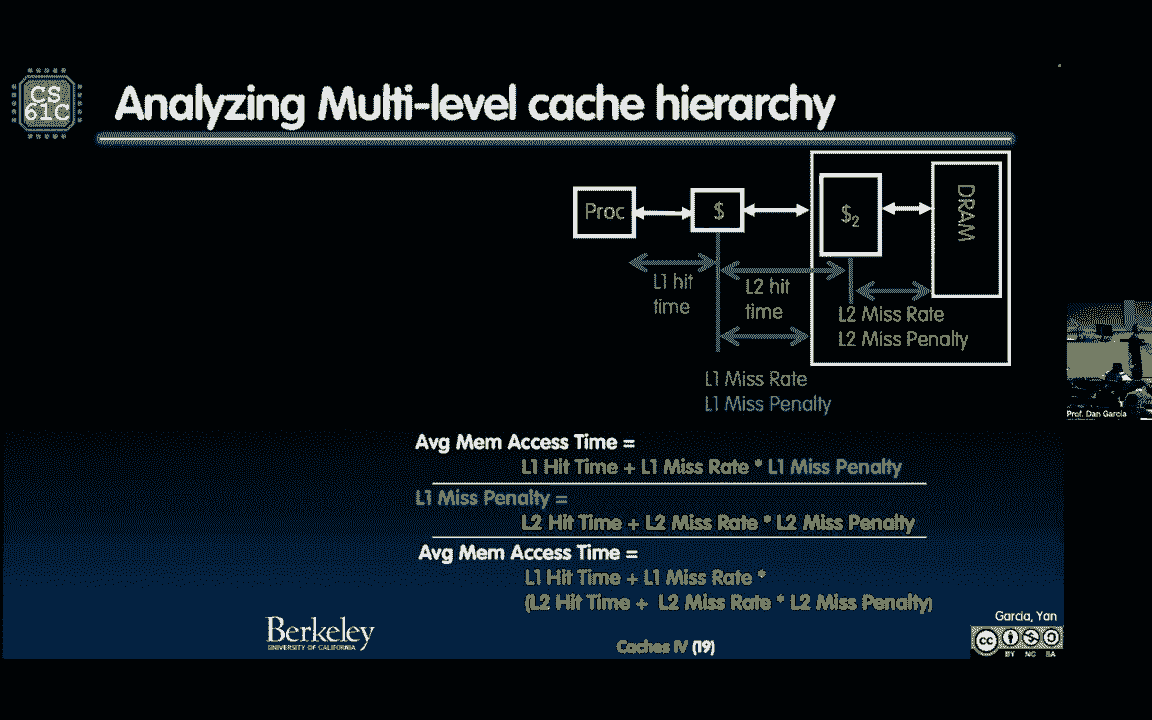 CS
61C
Analyzing Multi-level cache hierarchy
Proc
$
$2
DRAM
L1 hit
time
L2 hit
time
L2 Miss Rate
L2 Miss Penalty
L1 Miss Rate
L1 Miss Penalty
Prof. Dan Garcia
Avg Mem Access Time =
L1 Hit Time + L1 Miss Rate * L1 Miss Penalty
L1 Miss Penalty =
L2 Hit Time + L2 Miss Rate * L2 Miss Penalty
Avg Mem Access Time =
L1 Hit Time + L1 Miss Rate *
(L2 Hit Time + L2 Miss Rate * L2 Miss Penalty)
Garcia, Yan
Berkeley
UNIVERSITY OF CALIFORNIA
Caches IV (19)
cc
BY NC SA